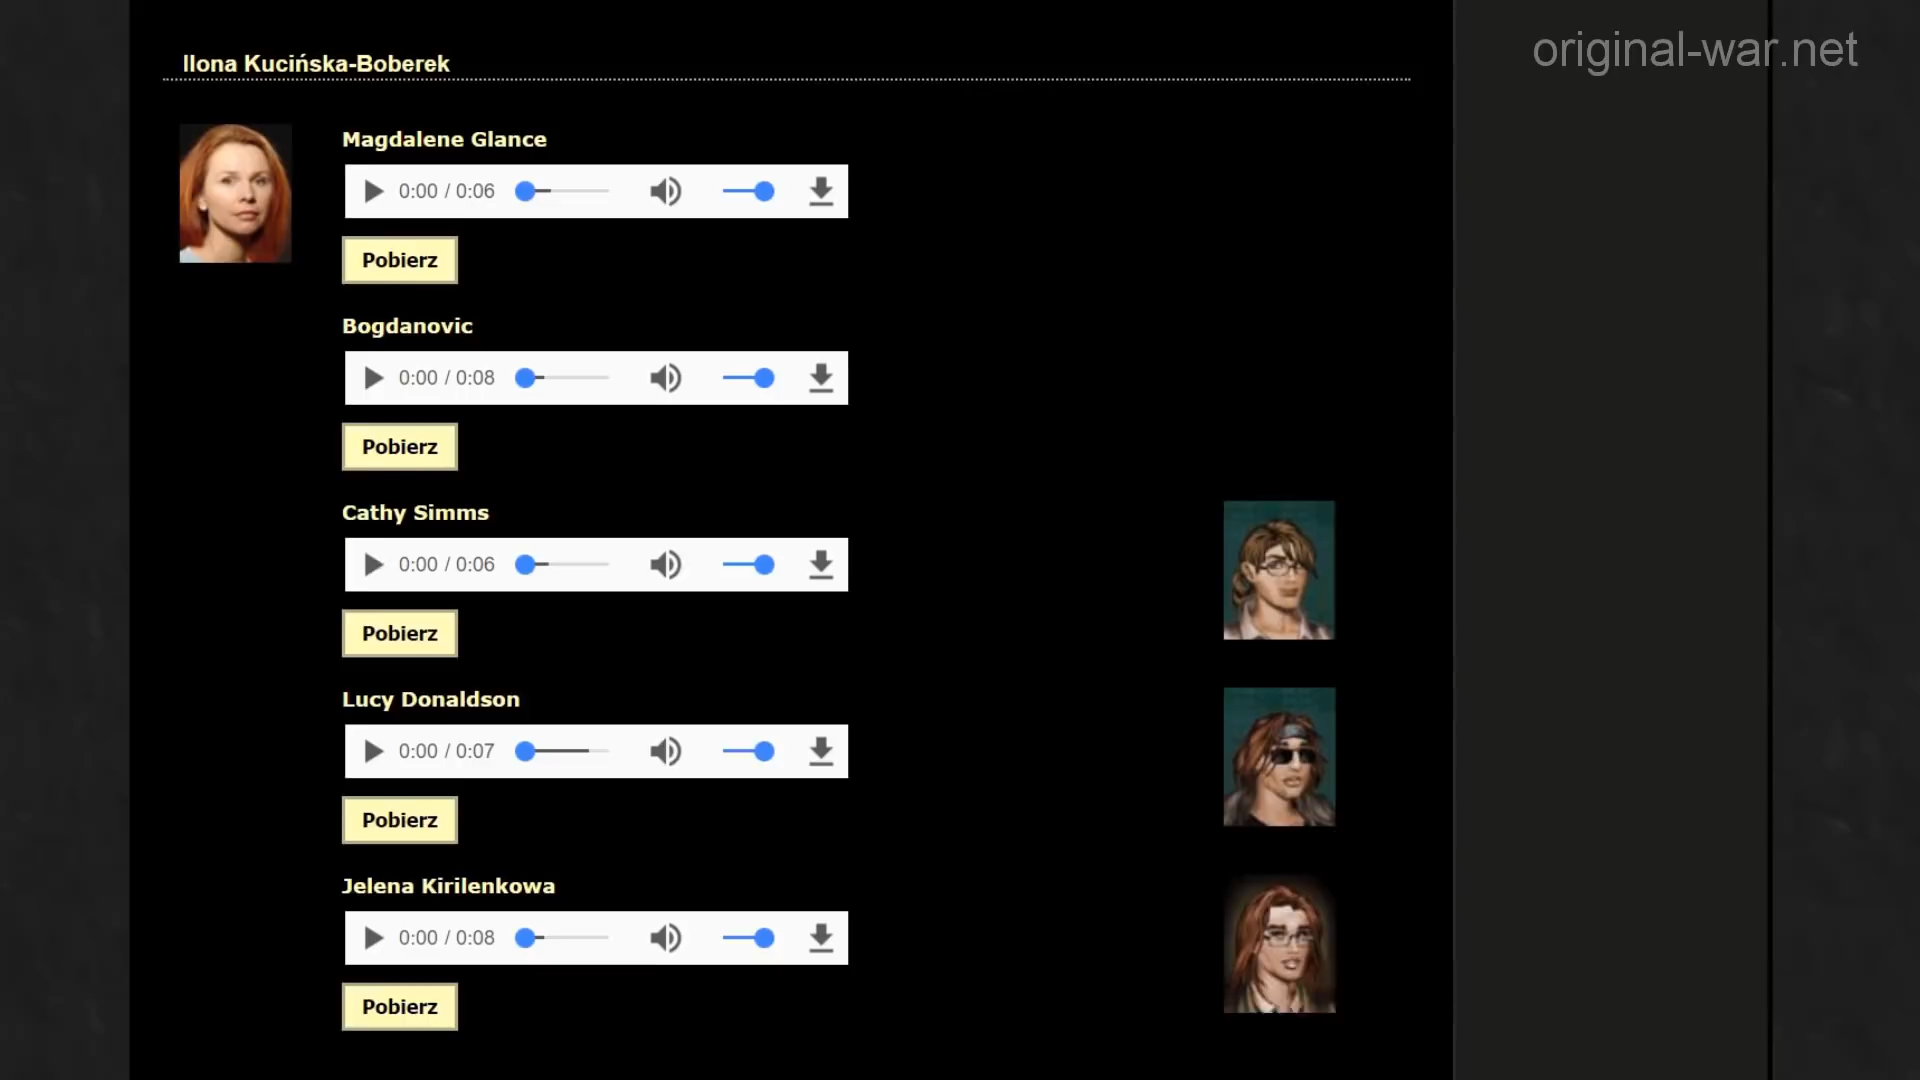 original-war.net
Ilona Kucińska-Boberek
Magdalene Glance
0:00 / 0:06
Pobierz
Bogdanovic
0:00 / 0:08
Pobierz
Cathy Simms
0:00 / 0:06
Pobierz
Lucy Donaldson
0:00 / 0:07
Pobierz
Jelena Kirilenkowa
0:00 / 0:08
Pobierz